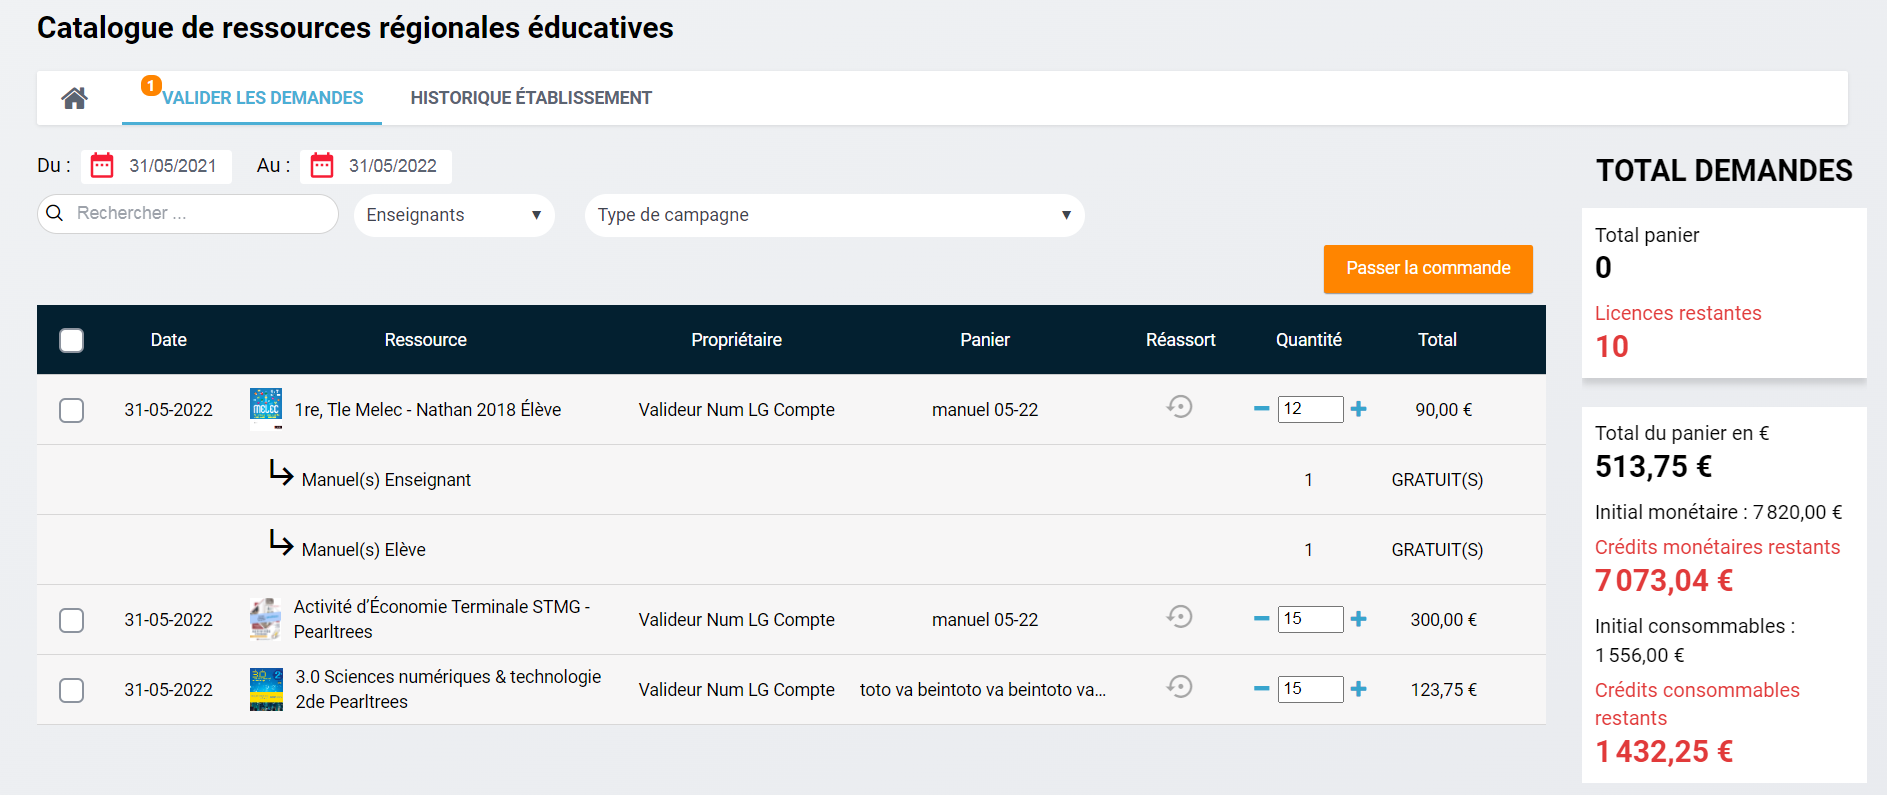 Catalogue de ressources régionales éducatives
1
VALIDER LES DEMANDES
HISTORIQUE ÉTABLISSEMENT
Du : 31/05/2021 Au : 31/05/2022
Rechercher ...
Enseignants ▼
Type de campagne ▼
Passer la commande
Date Ressource Propriétaire Panier Réassort Quantité Total
31-05-2022 MELEC 1re, Tle Melec - Nathan 2018 Élève Valideur Num LG Compte manuel 05-22 12 90,00 €
Manuel(s) Enseignant 1 GRATUIT(S)
Manuel(s) Elève 1 GRATUIT(S)
31-05-2022 Activité d’Économie Terminale STMG -
Pearltrees Valideur Num LG Compte manuel 05-22 15 300,00 €
31-05-2022 3.0 Sciences numériques & technologie
2de Pearltrees Valideur Num LG Compte toto va beintoto va beintoto va... 15 123,75 €
TOTAL DEMANDES
Total panier
0
Licences restantes
10
Total du panier en €
513,75 €
Initial monétaire : 7 820,00 €
Crédits monétaires restants
7 073,04 €
Initial consommables :
1 556,00 €
Crédits consommables
restants
1 432,25 €